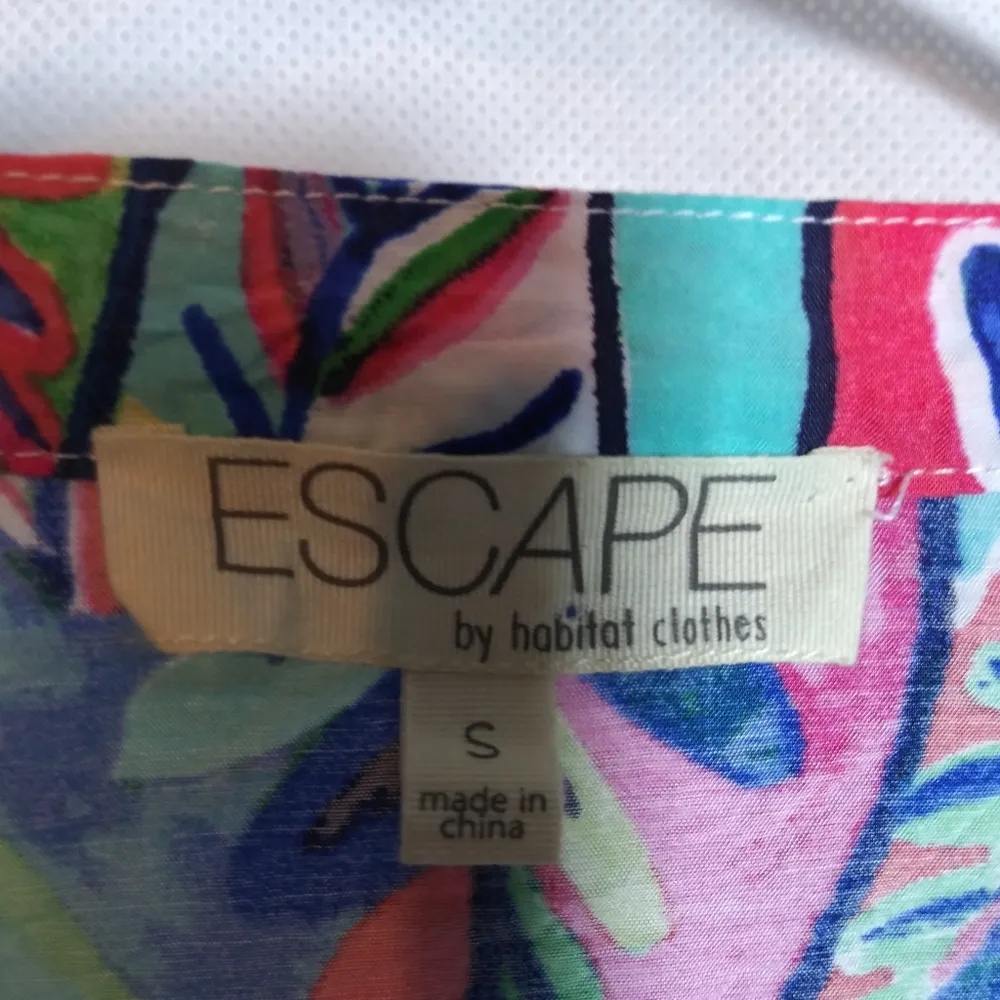 ESCAPE
by habitat clothes
S
made in
china